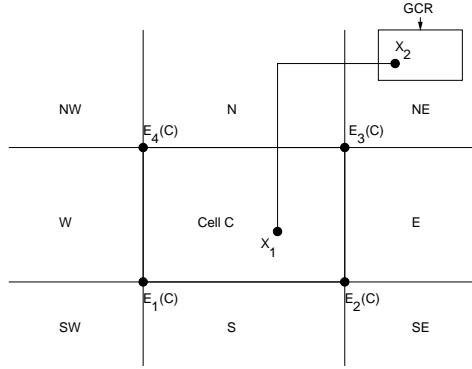 GCR
X2
NW N NE
E4(C) E3(C)
W Cell C E
X1
E1(C) E2(C)
SW S SE